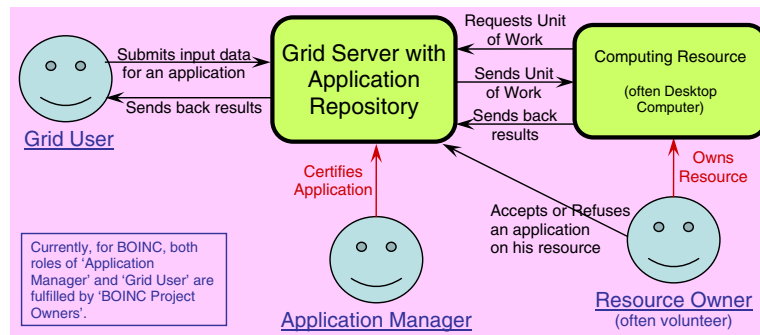 Submits input data
for an application
Sends back results
Grid User
Grid Server with
Application
Repository
Requests Unit
of Work
Sends Unit
of Work
Sends back
results
Computing Resource
(often Desktop
Computer)
Certifies
Application
Owns
Resource
Accepts or Refuses
an application
on his resource
Currently, for BOINC, both
roles of ‘Application
Manager’ and ‘Grid User’ are
fulfilled by ‘BOINC Project
Owners’.
Application Manager
Resource Owner
(often volunteer)